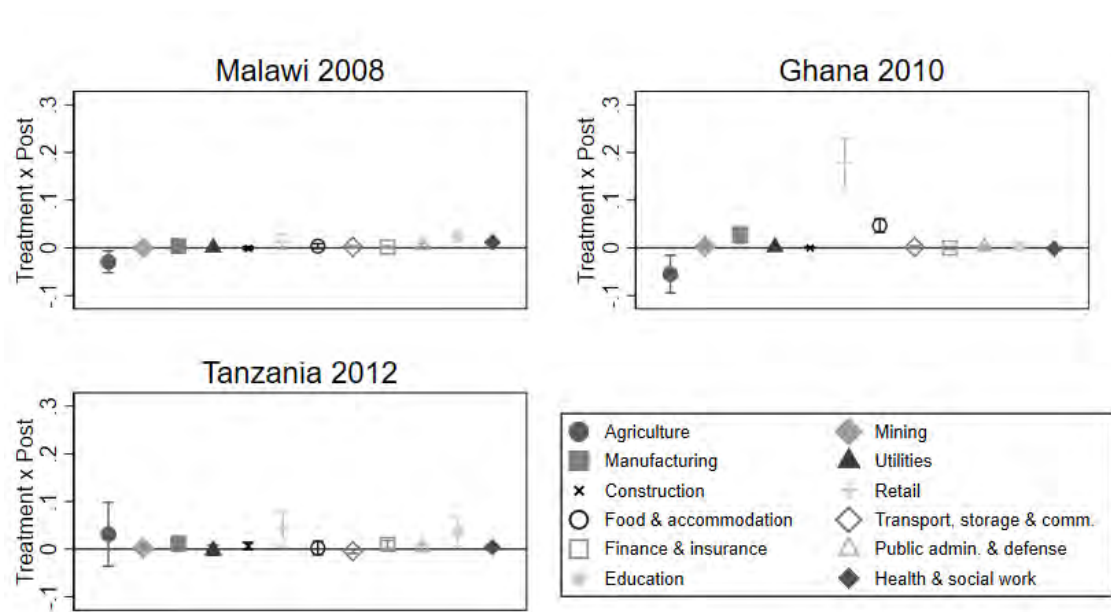 Malawi 2008
Treatment x Post
.3
.2
.1
0
-.1
Ghana 2010
Treatment x Post
.3
.2
.1
0
-.1
Tanzania 2012
Treatment x Post
.3
.2
.1
0
-.1
Agriculture Mining
Manufacturing Utilities
Construction Retail
Food & accommodation Transport, storage & comm.
Finance & insurance Public admin. & defense
Education Health & social work